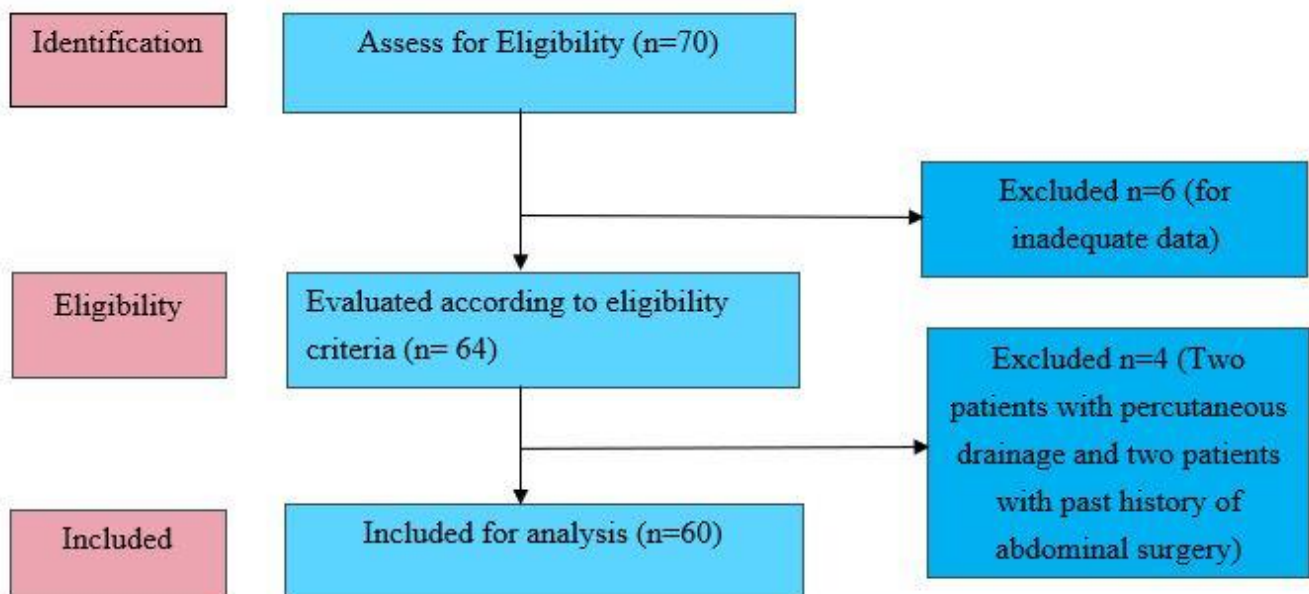 Identification
Assess for Eligibility (n=70)
Excluded n=6 (for
inadequate data)
Eligibility
Evaluated according to eligibility
criteria (n= 64)
Excluded n=4 (Two
patients with percutaneous
drainage and two patients
with past history of
abdominal surgery)
Included
Included for analysis (n=60)